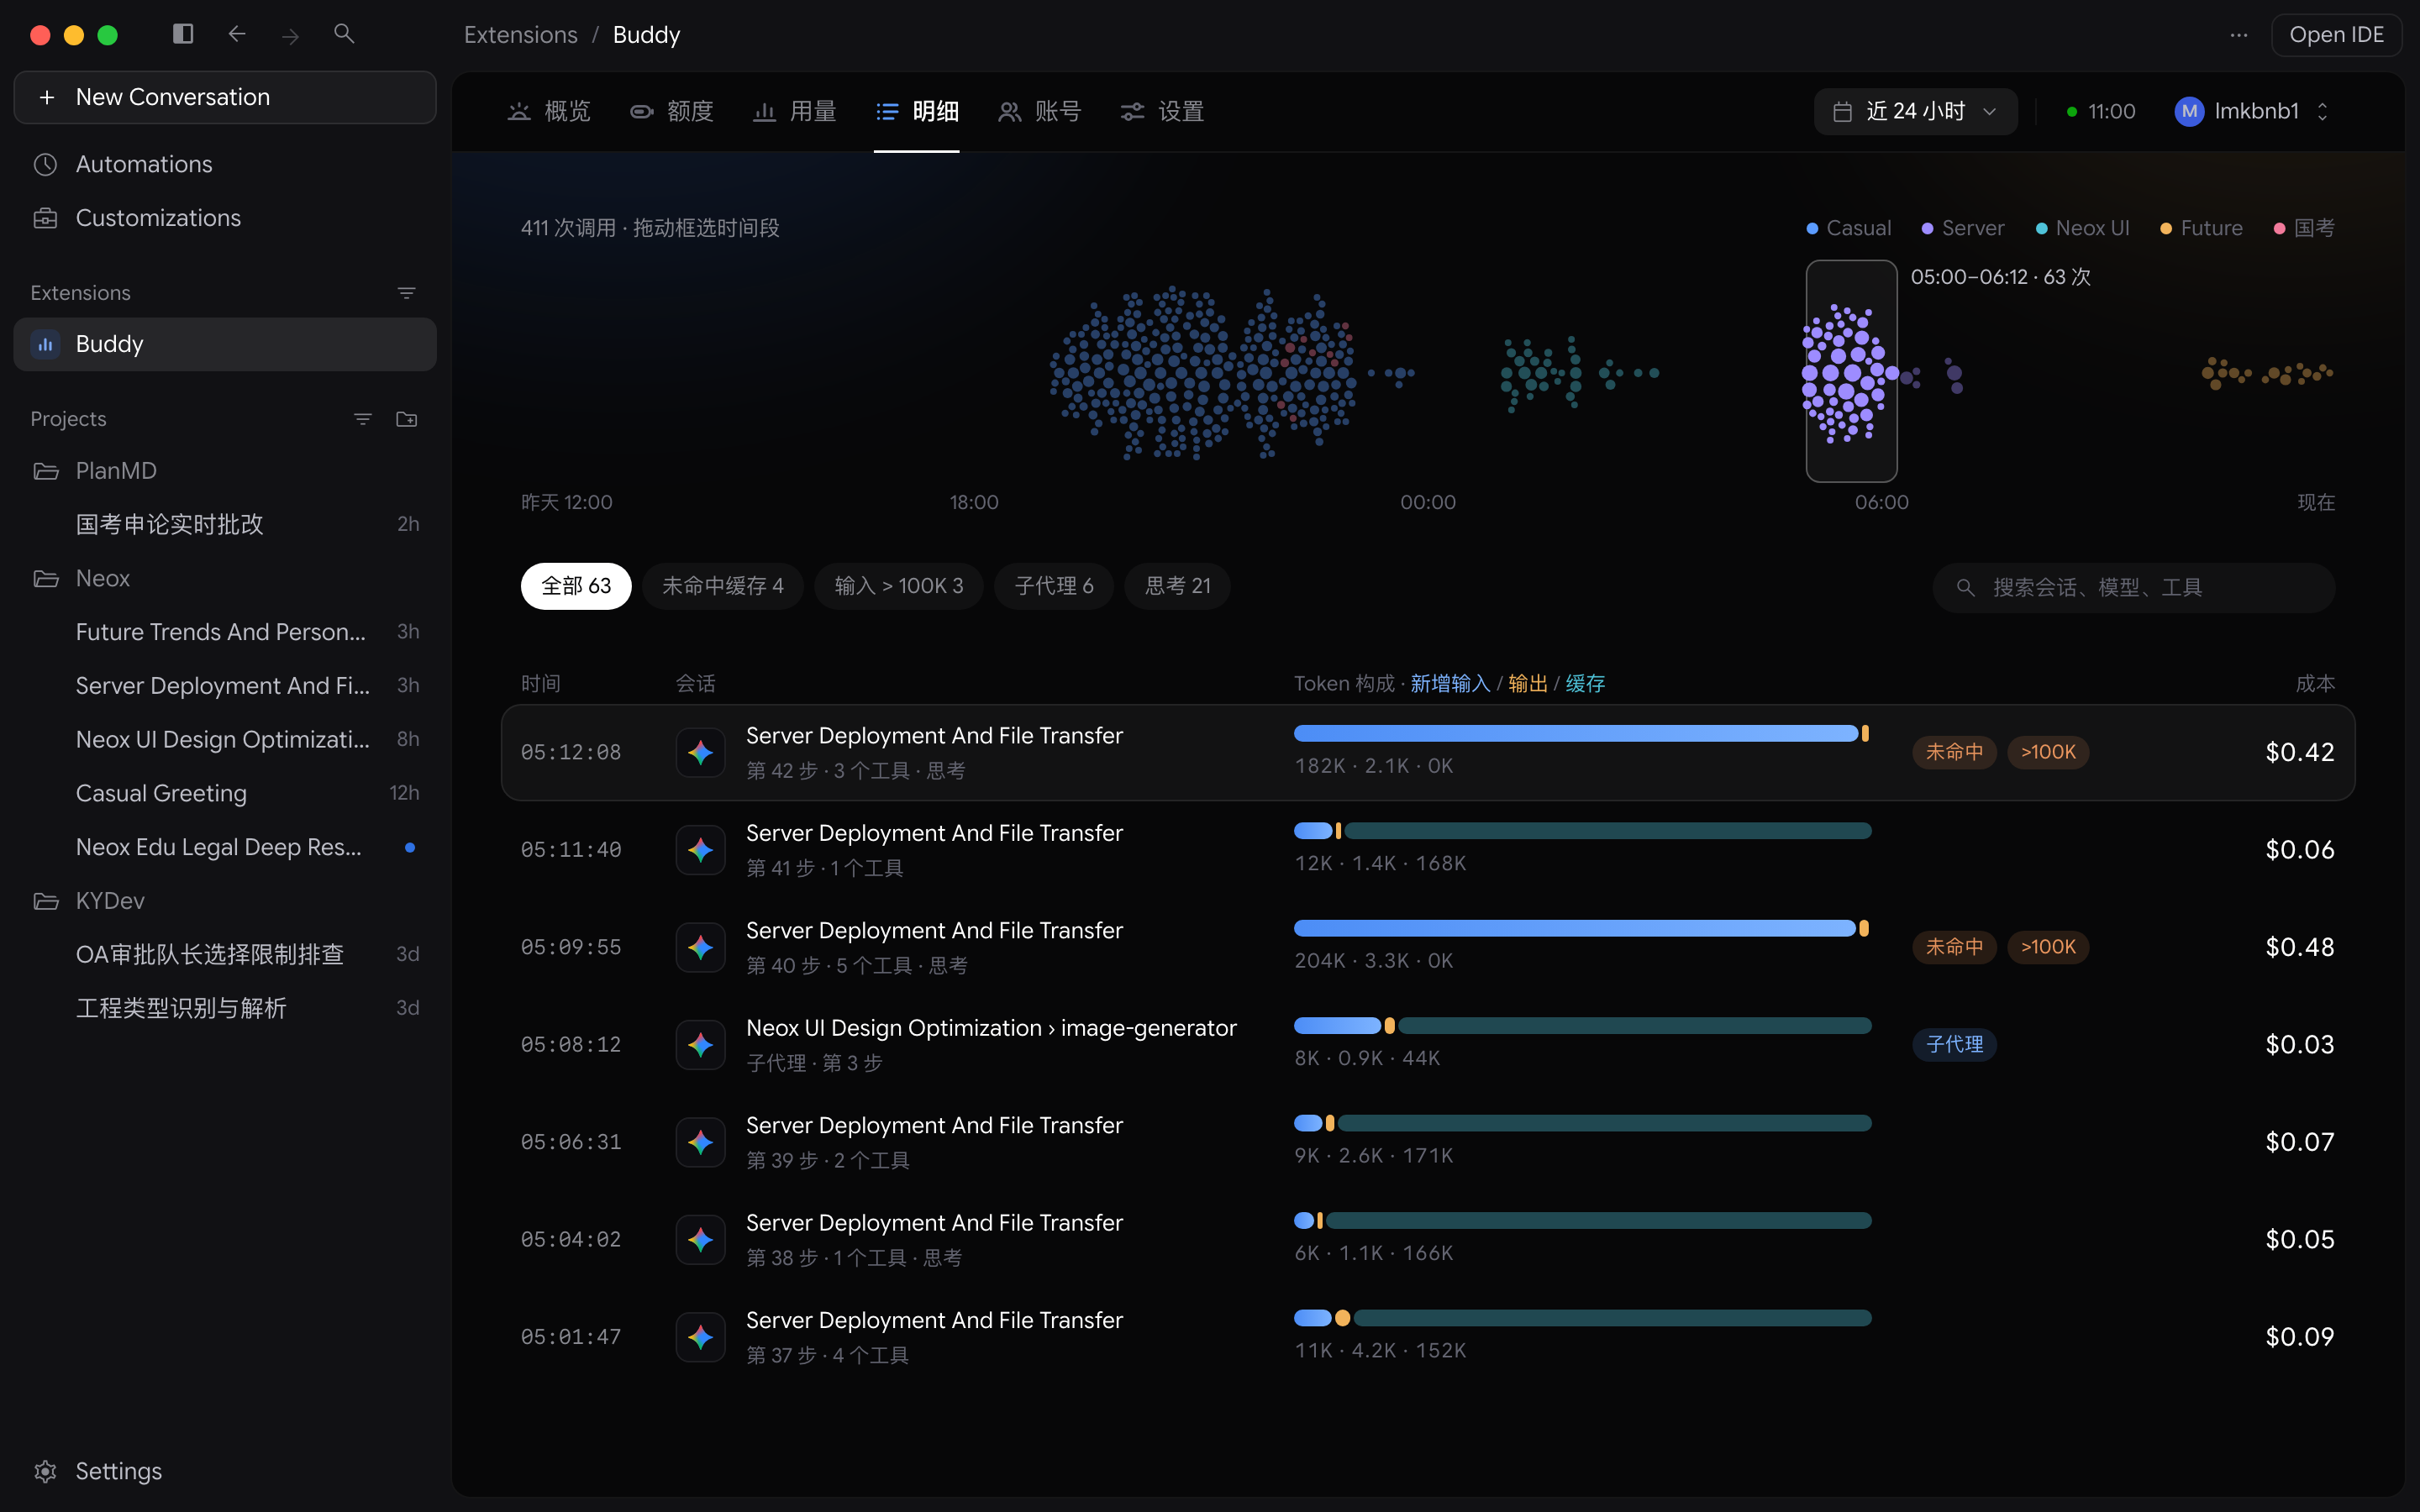 Extensions / Buddy
Open IDE
New Conversation
Automations
Customizations
Extensions
Buddy
Projects
PlanMD
国考申论实时批改 2h
Neox
Future Trends And Person... 3h
Server Deployment And Fi... 3h
Neox UI Design Optimizati... 8h
Casual Greeting 12h
Neox Edu Legal Deep Res...
KYDev
OA审批队长选择限制排查 3d
工程类型识别与解析 3d
Settings
概览 额度 用量 明细 账号 设置
近 24 小时 11:00 M lmkbnb1
411 次调用 · 拖动框选时间段
Casual Server Neox UI Future 国考
05:00–06:12 · 63 次
昨天 12:00 18:00 00:00 06:00 现在
全部 63 未命中缓存 4 输入 > 100K 3 子代理 6 思考 21
搜索会话、模型、工具
时间 会话 Token 构成 · 新增输入 / 输出 / 缓存 成本
05:12:08 Server Deployment And File Transfer
第 42 步 · 3 个工具 · 思考
182K · 2.1K · 0K
未命中 >100K $0.42
05:11:40 Server Deployment And File Transfer
第 41 步 · 1 个工具
12K · 1.4K · 168K
$0.06
05:09:55 Server Deployment And File Transfer
第 40 步 · 5 个工具 · 思考
204K · 3.3K · 0K
未命中 >100K $0.48
05:08:12 Neox UI Design Optimization › image-generator
子代理 · 第 3 步
8K · 0.9K · 44K
子代理 $0.03
05:06:31 Server Deployment And File Transfer
第 39 步 · 2 个工具
9K · 2.6K · 171K
$0.07
05:04:02 Server Deployment And File Transfer
第 38 步 · 1 个工具 · 思考
6K · 1.1K · 166K
$0.05
05:01:47 Server Deployment And File Transfer
第 37 步 · 4 个工具
11K · 4.2K · 152K
$0.09